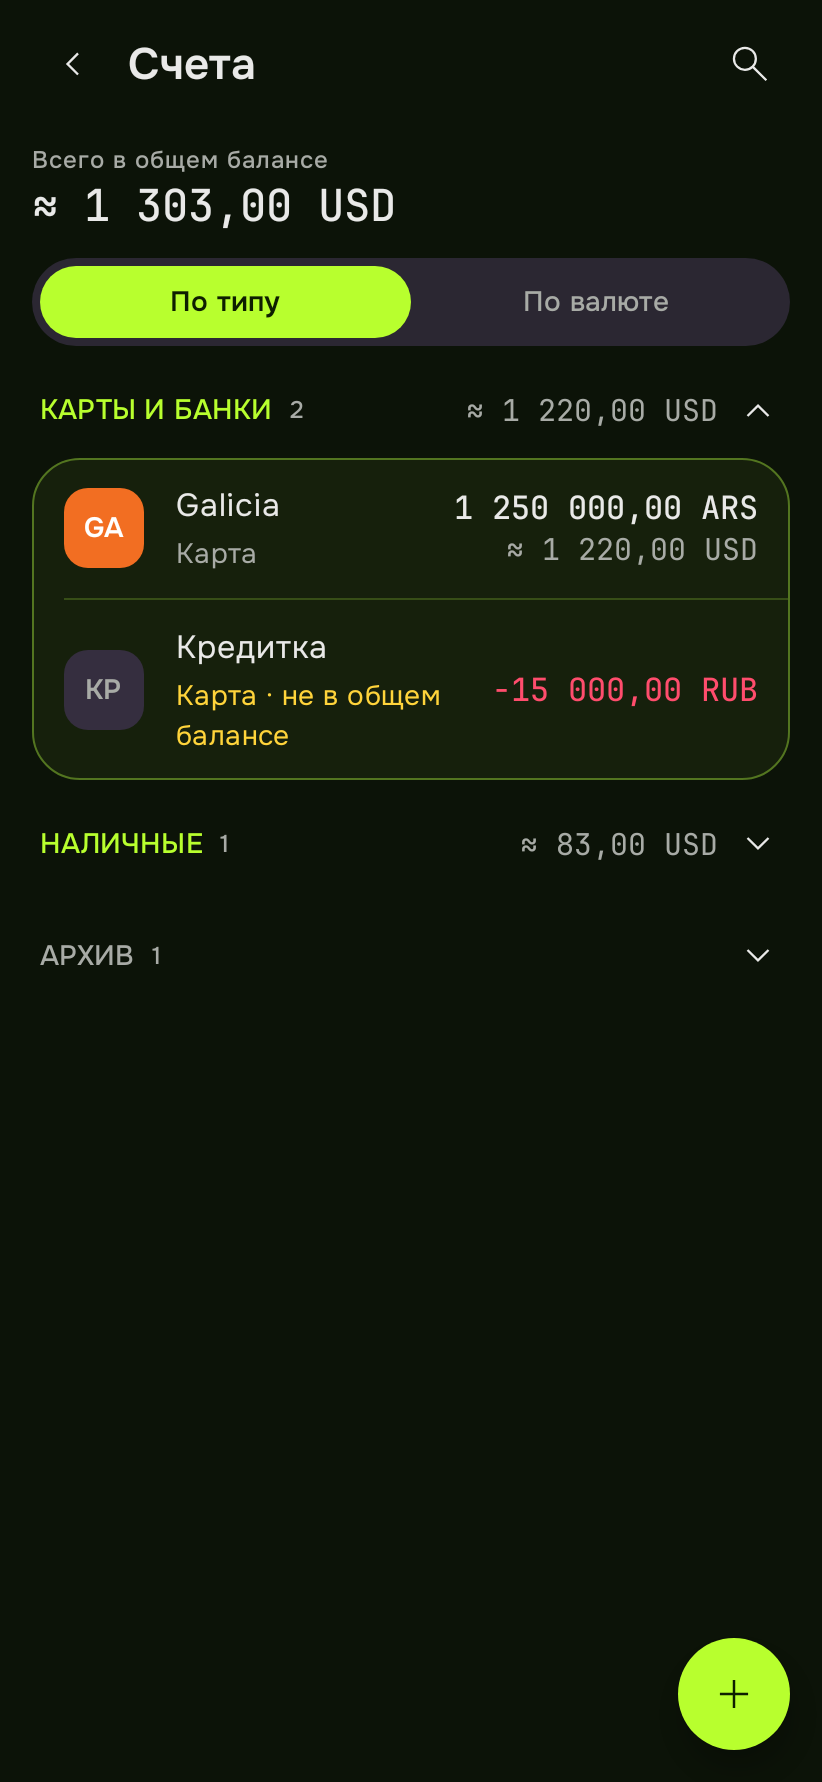 Счета
Всего в общем балансе
≈ 1 303,00 USD
По типу
По валюте
КАРТЫ И БАНКИ 2 ≈ 1 220,00 USD
GA
Galicia
Карта
1 250 000,00 ARS
≈ 1 220,00 USD
КР
Кредитка
Карта · не в общем
балансе
-15 000,00 RUB
НАЛИЧНЫЕ 1 ≈ 83,00 USD
АРХИВ 1